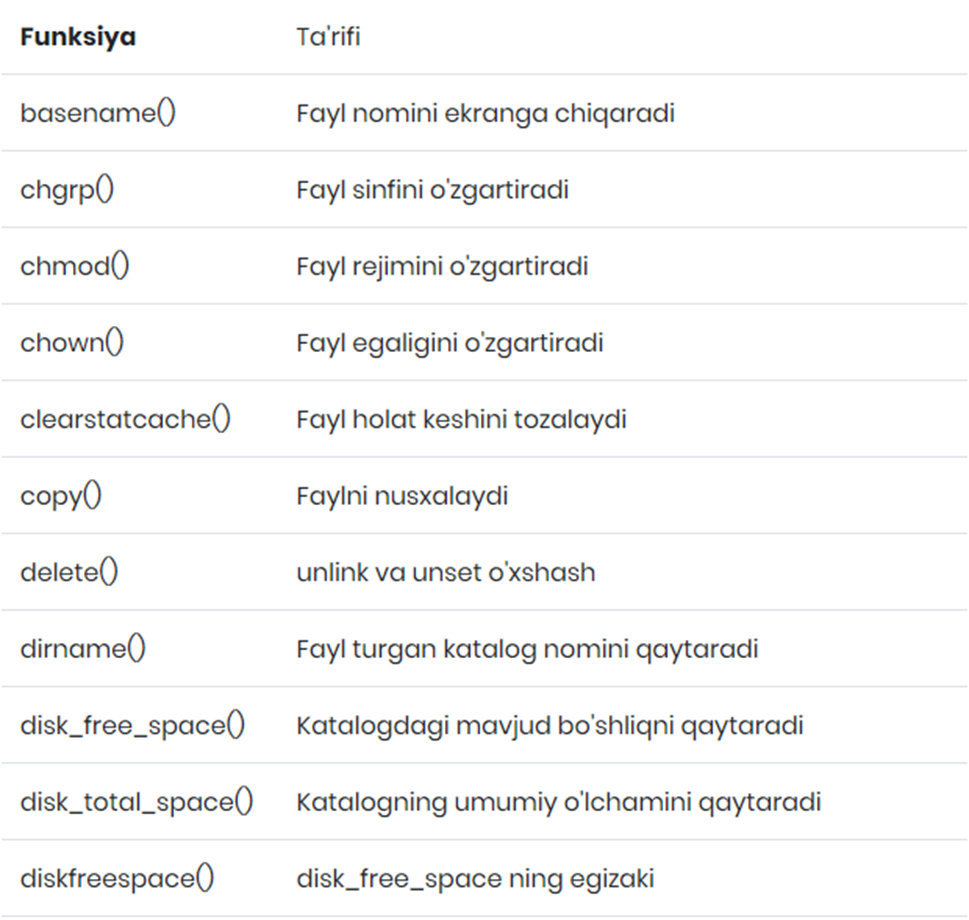 Funksiya Ta'rifi
basename() Fayl nomini ekranga chiqaradi
chgrp() Fayl sinfini o'zgartiradi
chmod() Fayl rejimini o'zgartiradi
chown() Fayl egaligini o'zgartiradi
clearstatcache() Fayl holat keshini tozalaydi
copy() Faylni nusxalaydi
delete() unlink va unset o'xshash
dirname() Fayl turgan katalog nomini qaytaradi
disk_free_space() Katalogdagi mavjud bo'shliqni qaytaradi
disk_total_space() Katalogning umumiy o'lchamini qaytaradi
diskfreespace() disk_free_space ning egizaki